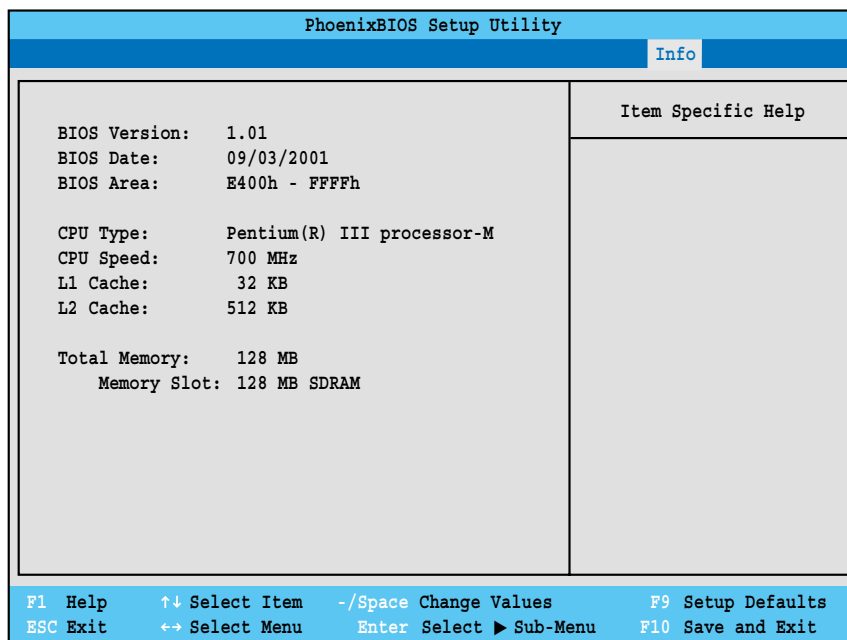 PhoenixBIOS Setup Utility
Info
Item Specific Help
BIOS Version: 1.01
BIOS Date: 09/03/2001
BIOS Area: E400h - FFFFh
CPU Type: Pentium(R) III processor-M
CPU Speed: 700 MHz
L1 Cache: 32 KB
L2 Cache: 512 KB
Total Memory: 128 MB
Memory Slot: 128 MB SDRAM
F1 Help ↑↓ Select Item -/Space Change Values F9 Setup Defaults
ESC Exit ←→ Select Menu Enter Select ▶ Sub-Menu F10 Save and Exit